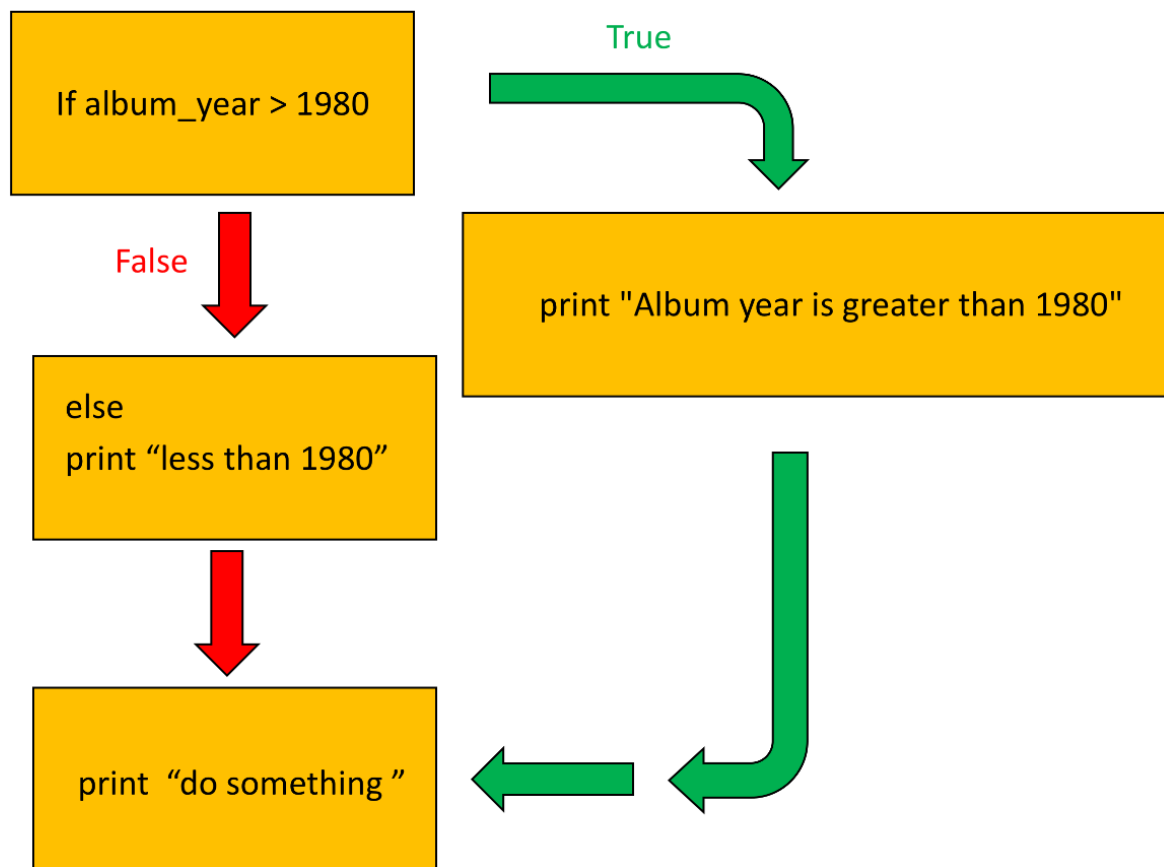 If album_year > 1980
True
False
print "Album year is greater than 1980"
else
print “less than 1980”
print  “do something ”